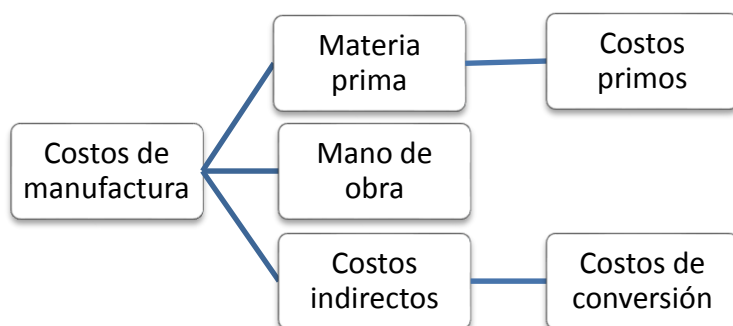 Costos de
manufactura
Materia
prima
Costos
primos
Mano de
obra
Costos
indirectos
Costos de
conversión